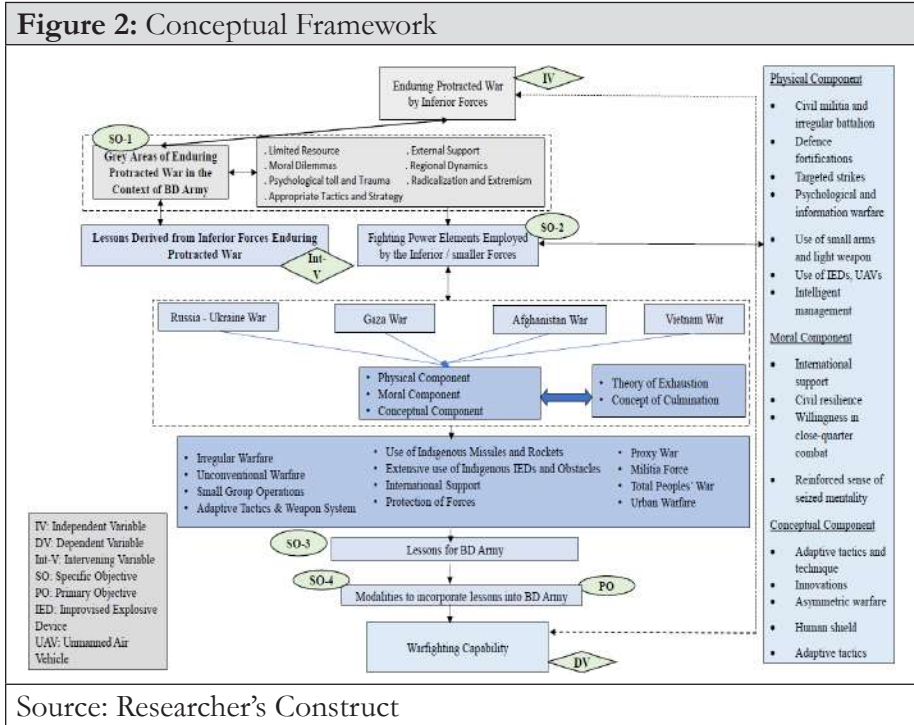 Figure 2: Conceptual Framework
Enduring Protracted War
by Inferior Forces
IV
SO-1
Grey Areas of Enduring
Protracted War in the
Context of BD Army
. Limited Resource
. Moral Dilemmas
. Psychological toll and Trauma
. Appropriate Tactics and Strategy
. External Support
. Regional Dynamics
. Radicalization and Extremism
SO-2
Lessons Derived from Inferior Forces Enduring
Protracted War
Int-
V
Fighting Power Elements Employed
by the Inferior / smaller Forces
Russia - Ukraine War
Gaza War
Afghanistan War
Vietnam War
• Physical Component
• Moral Component
• Conceptual Component
• Theory of Exhaustion
• Concept of Culmination
• Irregular Warfare
• Unconventional Warfare
• Small Group Operations
• Adaptive Tactics & Weapon System
• Use of Indigenous Missiles and Rockets
• Extensive use of Indigenous IEDs and Obstacles
• International Support
• Protection of Forces
• Proxy War
• Militia Force
• Total Peoples' War
• Urban Warfare
SO-3
Lessons for BD Army
SO-4
PO
Modalities to incorporate lessons into BD Army
Warfighting Capability
DV
IV: Independent Variable
DV: Dependent Variable
Int-V: Intervening Variable
SO: Specific Objective
PO: Primary Objective
IED: Improvised Explosive
Device
UAV: Unmanned Air
Vehicle
Physical Component
• Civil militia and
irregular battalion
• Defence
fortifications
• Targeted strikes
• Psychological and
information warfare
• Use of small arms
and light weapon
• Use of IEDs, UAVs
• Intelligent
management
Moral Component
• International
support
• Civil resilience
• Willingness in
close-quarter
combat
• Reinforced sense of
seized mentality
Conceptual Component
• Adaptive tactics and
technique
• Innovations
• Asymmetric warfare
• Human shield
• Adaptive tactics
Source: Researcher's Construct